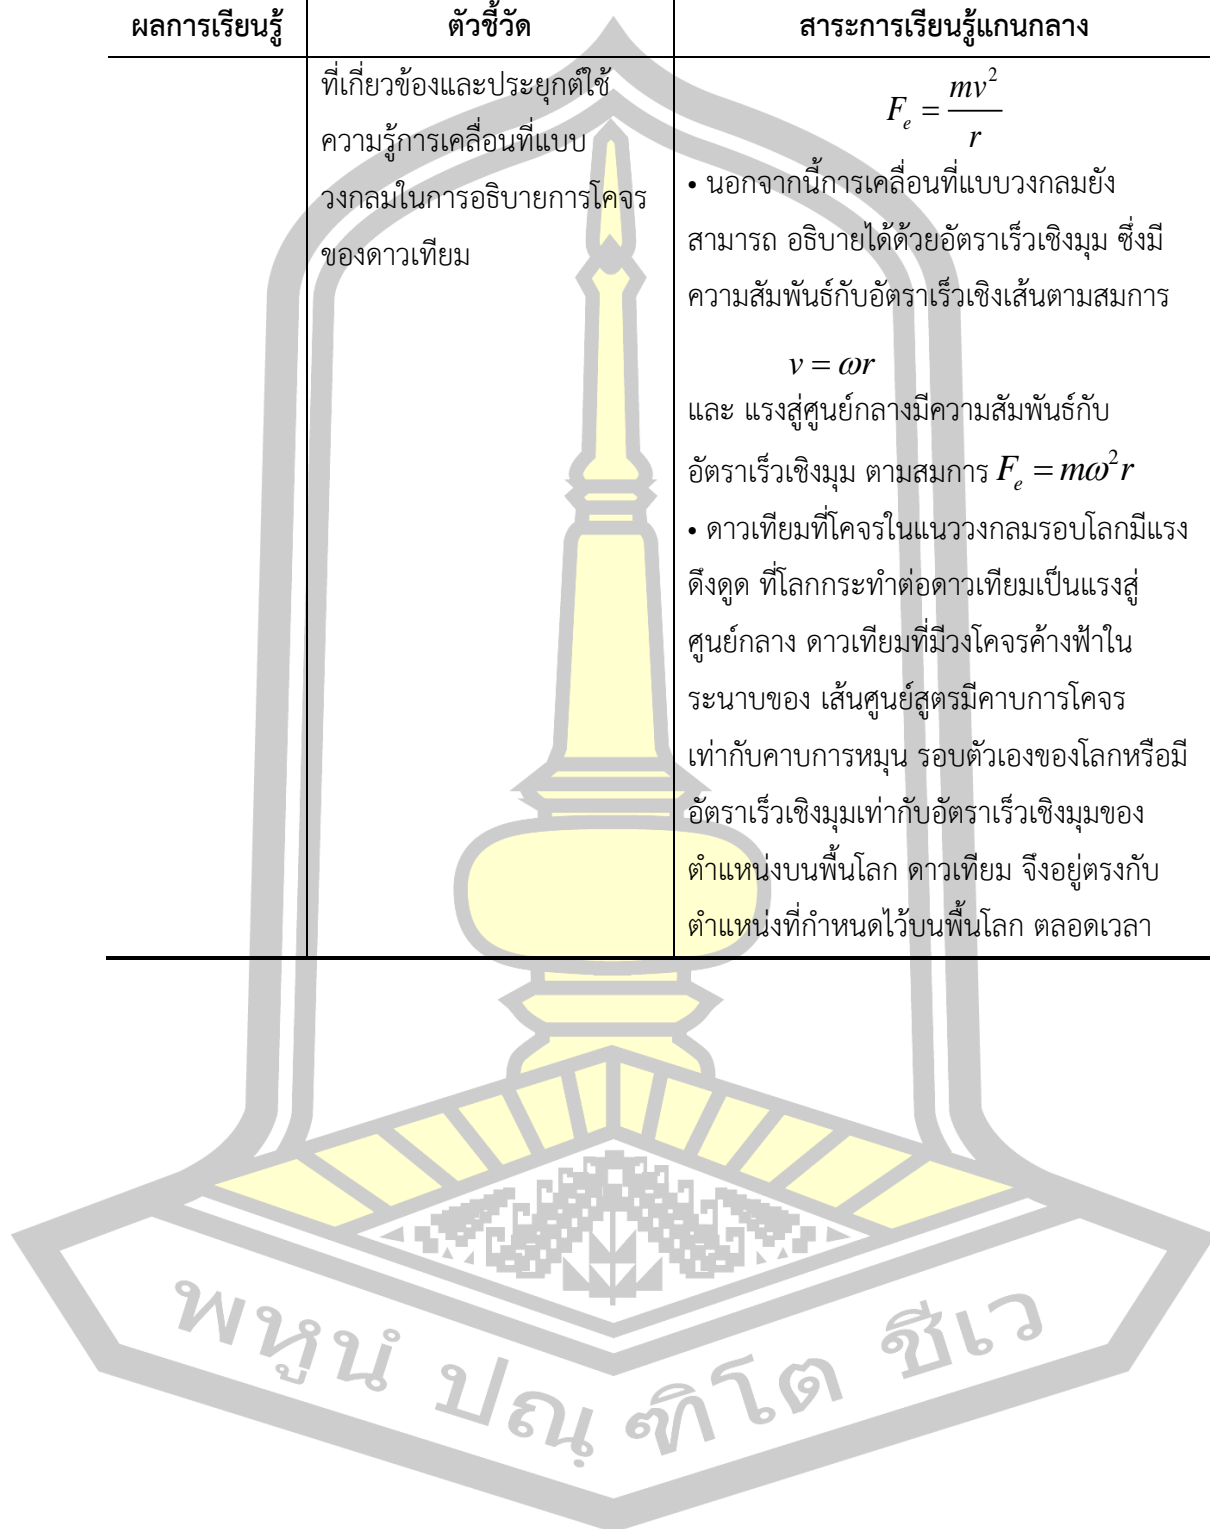 ผลการเรียนรู้ ตัวชี้วัด สาระการเรียนรู้แกนกลาง
ที่เกี่ยวข้องและประยุกต์ใช้
ความรู้การเคลื่อนที่แบบ
วงกลมในการอธิบายการโคจร
ของดาวเทียม
F_e = mv²/r
• นอกจากนี้การเคลื่อนที่แบบวงกลมยัง
สามารถ อธิบายได้ด้วยอัตราเร็วเชิงมุม ซึ่งมี
ความสัมพันธ์กับอัตราเร็วเชิงเส้นตามสมการ
v = ωr
และ แรงสู่ศูนย์กลางมีความสัมพันธ์กับ
อัตราเร็วเชิงมุม ตามสมการ F_e = mω²r
• ดาวเทียมที่โคจรในแนววงกลมรอบโลกมีแรง
ดึงดูด ที่โลกกระทำต่อดาวเทียมเป็นแรงสู่
ศูนย์กลาง ดาวเทียมที่มีวงโคจรค้างฟ้าใน
ระนาบของ เส้นศูนย์สูตรมีคาบการโคจร
เท่ากับคาบการหมุน รอบตัวเองของโลกหรือมี
อัตราเร็วเชิงมุมเท่ากับอัตราเร็วเชิงมุมของ
ตำแหน่งบนพื้นโลก ดาวเทียม จึงอยู่ตรงกับ
ตำแหน่งที่กำหนดไว้บนพื้นโลก ตลอดเวลา
พหูนํ ปณฺ ฑิโต ชีเว